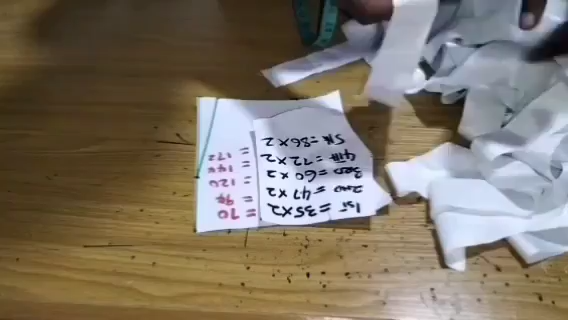 1ST = 35 X 2 = 70
2ND = 47 X 2 = 94
3RD = 60 X 2 = 120
4TH = 72 X 2 = 144
5TH = 86 X 2 = 172